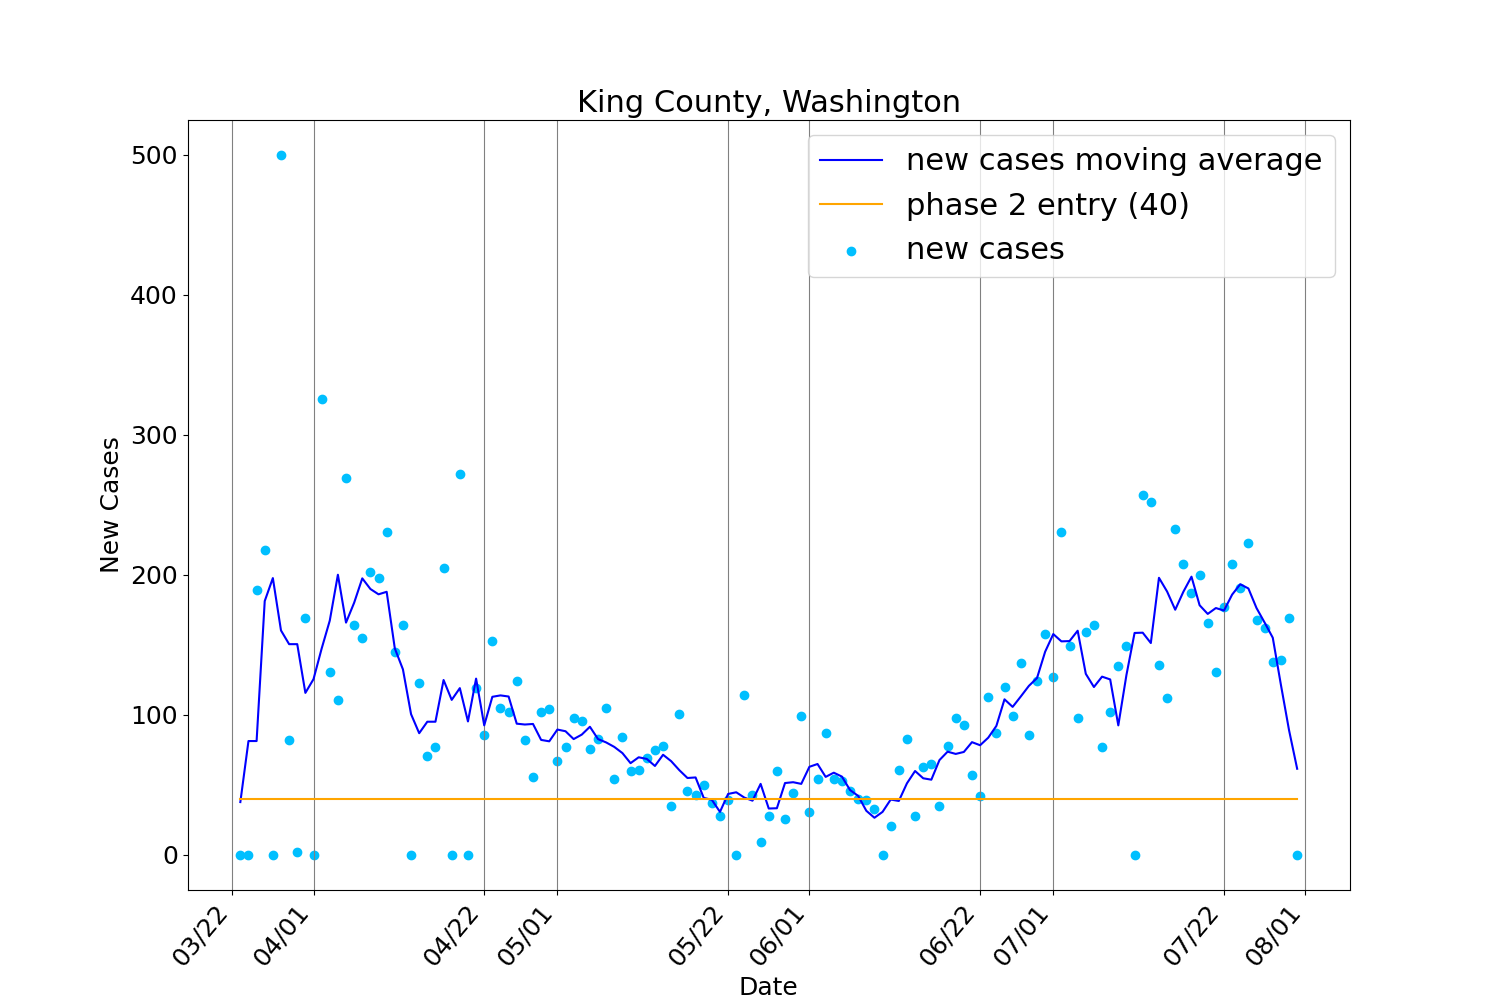 King County, Washington
new cases moving average
phase 2 entry (40)
new cases
New Cases
500
400
300
200
100
0
03/22
04/01
04/22
05/01
05/22
06/01
06/22
07/01
07/22
08/01
Date